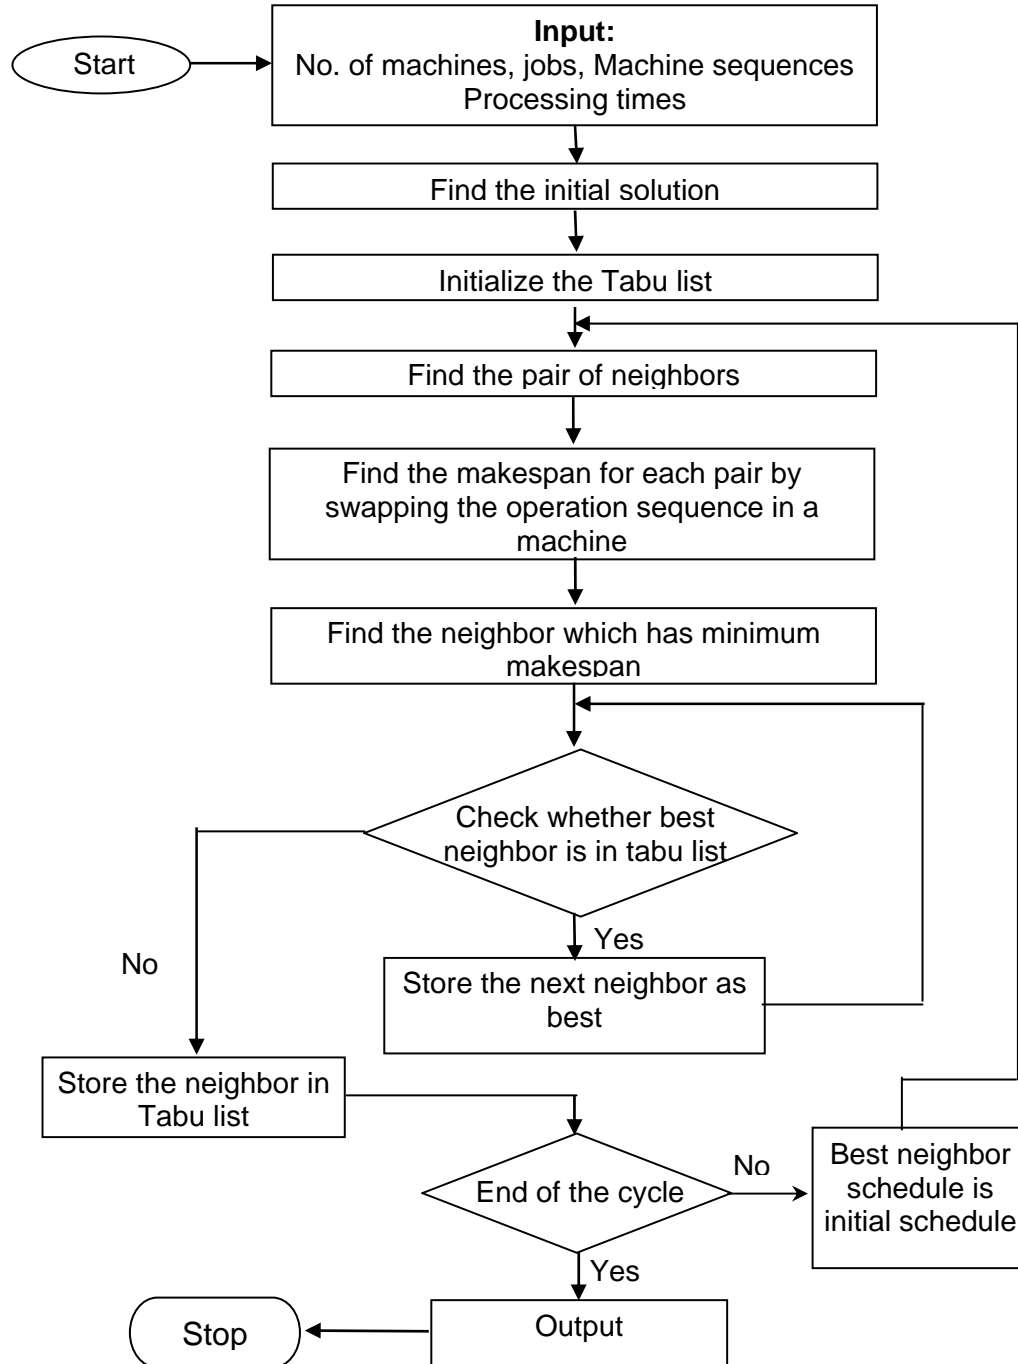 Start
Input:
No. of machines, jobs, Machine sequences
Processing times
Find the initial solution
Initialize the Tabu list
Find the pair of neighbors
Find the makespan for each pair by
swapping the operation sequence in a
machine
Find the neighbor which has minimum
makespan
Check whether best
neighbor is in tabu list
Yes
No
Store the next neighbor as
best
Store the neighbor in
Tabu list
End of the cycle
No
Best neighbor
schedule is
initial schedule
Yes
Output
Stop